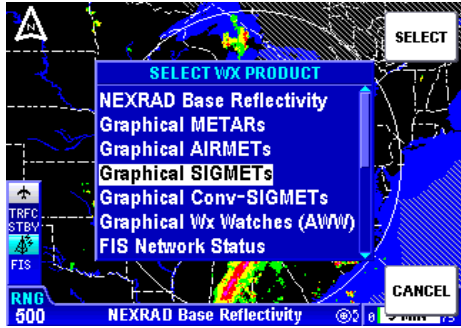 N
SELECT
SELECT WX PRODUCT
NEXRAD Base Reflectivity
Graphical METARs
Graphical AIRMETs
Graphical SIGMETs
Graphical Conv-SIGMETs
Graphical Wx Watches (AWW)
FIS Network Status
TRFC
STBY
FIS
CANCEL
RNG
500
NEXRAD Base Reflectivity